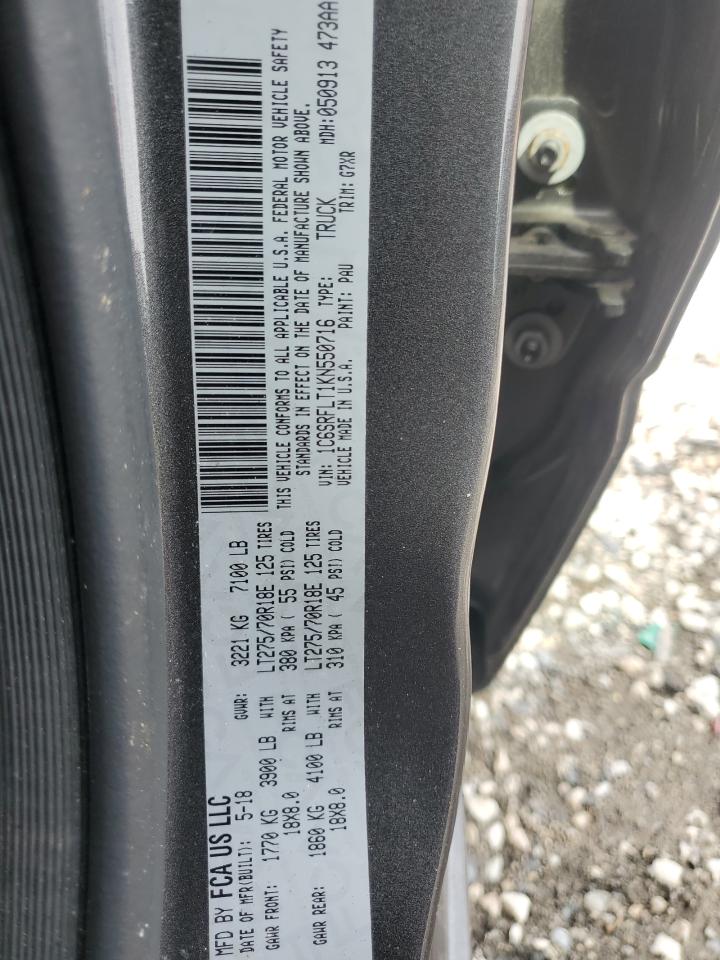 MFD BY FCA US LLC
DATE OF MFR(BUILT): 5-18 GVWR: 3221 KG 7100 LB
GAWR FRONT: 1770 KG 3900 LB WITH LT275/70R18E 125 TIRES
18X8.0 RIMS AT 380 KPA ( 55 PSI) COLD
GAWR REAR: 1860 KG 4100 LB WITH LT275/70R18E 125 TIRES
18X8.0 RIMS AT 310 KPA ( 45 PSI) COLD
THIS VEHICLE CONFORMS TO ALL APPLICABLE U.S.A. FEDERAL MOTOR VEHICLE SAFETY
STANDARDS IN EFFECT ON THE DATE OF MANUFACTURE SHOWN ABOVE.
MDH:050913 473AA
VIN: 1C6SRFLT1KN550716 TYPE: TRUCK
VEHICLE MADE IN U.S.A. PAINT: PAU TRIM: G7XR